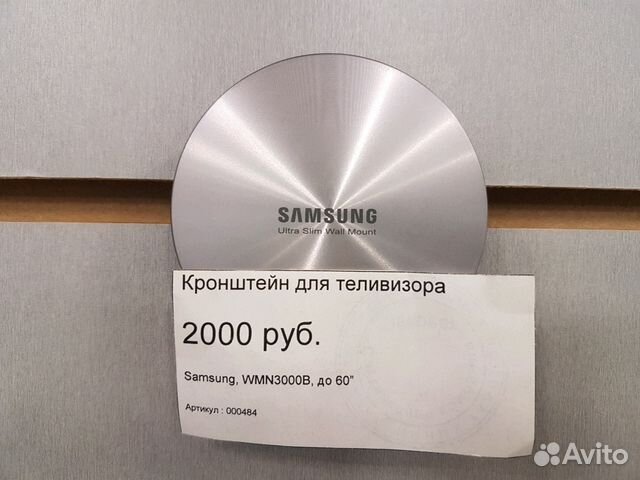 SAMSUNG
Ultra Slim Wall Mount
Кронштейн для теливизора
2000 руб.
Samsung, WMN3000B, до 60"
Артикул : 000484
Avito